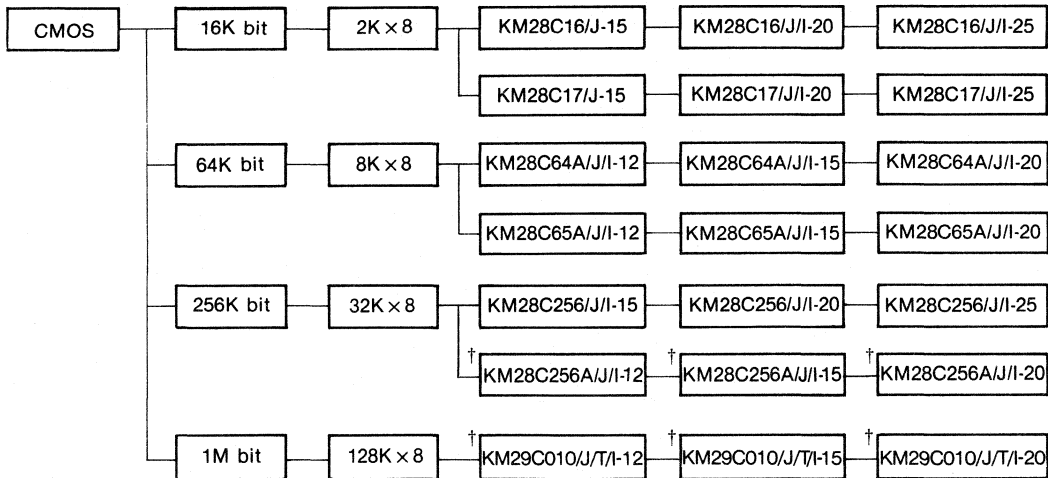 CMOS 16K bit 2K × 8 KM28C16/J-15 KM28C16/J/I-20 KM28C16/J/I-25
KM28C17/J-15 KM28C17/J/I-20 KM28C17/J/I-25
64K bit 8K × 8 KM28C64A/J/I-12 KM28C64A/J/I-15 KM28C64A/J/I-20
KM28C65A/J/I-12 KM28C65A/J/I-15 KM28C65A/J/I-20
256K bit 32K × 8 KM28C256/J/I-15 KM28C256/J/I-20 KM28C256/J/I-25
† KM28C256A/J/I-12 † KM28C256A/J/I-15 † KM28C256A/J/I-20
1M bit 128K × 8 † KM29C010/J/T/I-12 † KM29C010/J/T/I-15 † KM29C010/J/T/I-20